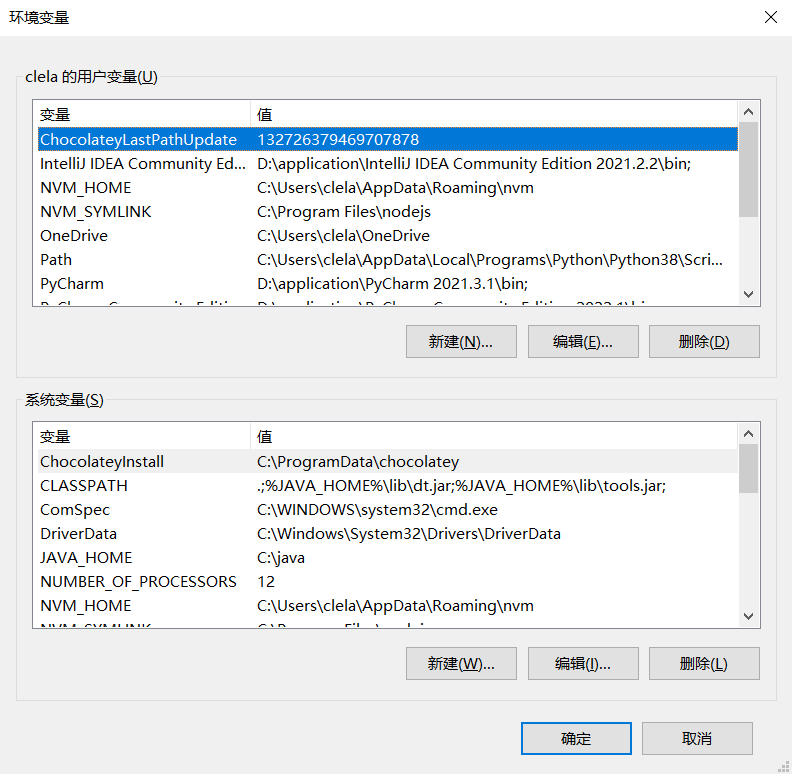 环境变量
clela 的用户变量(U)
变量 值
ChocolateyLastPathUpdate 132726379469707878
IntelliJ IDEA Community Ed... D:\application\IntelliJ IDEA Community Edition 2021.2.2\bin;
NVM_HOME C:\Users\clela\AppData\Roaming\nvm
NVM_SYMLINK C:\Program Files\nodejs
OneDrive C:\Users\clela\OneDrive
Path C:\Users\clela\AppData\Local\Programs\Python\Python38\Scri...
PyCharm D:\application\PyCharm 2021.3.1\bin;
新建(N)... 编辑(E)... 删除(D)
系统变量(S)
变量 值
ChocolateyInstall C:\ProgramData\chocolatey
CLASSPATH .;%JAVA_HOME%\lib\dt.jar;%JAVA_HOME%\lib\tools.jar;
ComSpec C:\WINDOWS\system32\cmd.exe
DriverData C:\Windows\System32\Drivers\DriverData
JAVA_HOME C:\java
NUMBER_OF_PROCESSORS 12
NVM_HOME C:\Users\clela\AppData\Roaming\nvm
新建(W)... 编辑(I)... 删除(L)
确定 取消